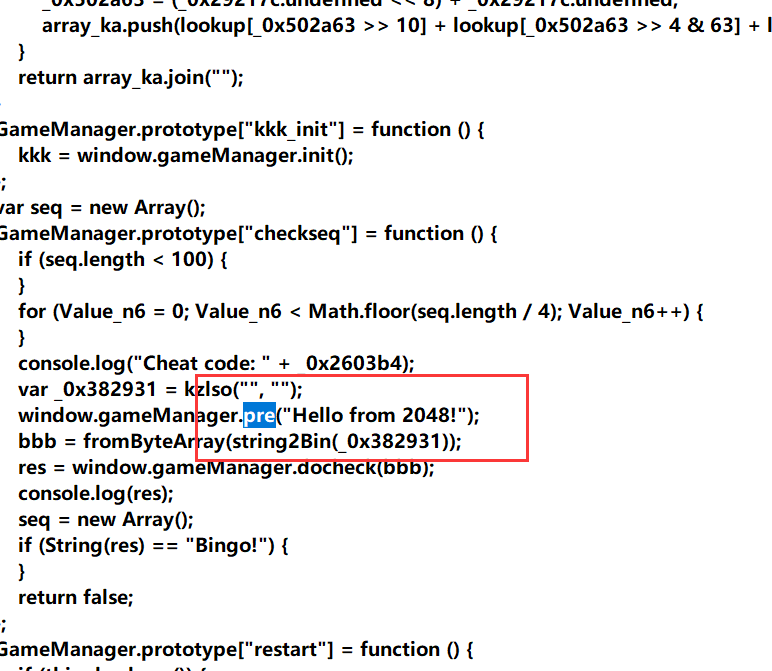 _0x502a63 = (_0x29217c.undefined << 8) + _0x29217c.undefined;
array_ka.push(lookup[_0x502a63 >> 10] + lookup[_0x502a63 >> 4 & 63] + l
}
return array_ka.join("");
GameManager.prototype["kkk_init"] = function () {
kkk = window.gameManager.init();
;
var seq = new Array();
GameManager.prototype["checkseq"] = function () {
if (seq.length < 100) {
}
for (Value_n6 = 0; Value_n6 < Math.floor(seq.length / 4); Value_n6++) {
}
console.log("Cheat code: " + _0x2603b4);
var _0x382931 = kzlso("", "");
window.gameManager.pre("Hello from 2048!");
bbb = fromByteArray(string2Bin(_0x382931));
res = window.gameManager.docheck(bbb);
console.log(res);
seq = new Array();
if (String(res) == "Bingo!") {
}
return false;
;
GameManager.prototype["restart"] = function () {